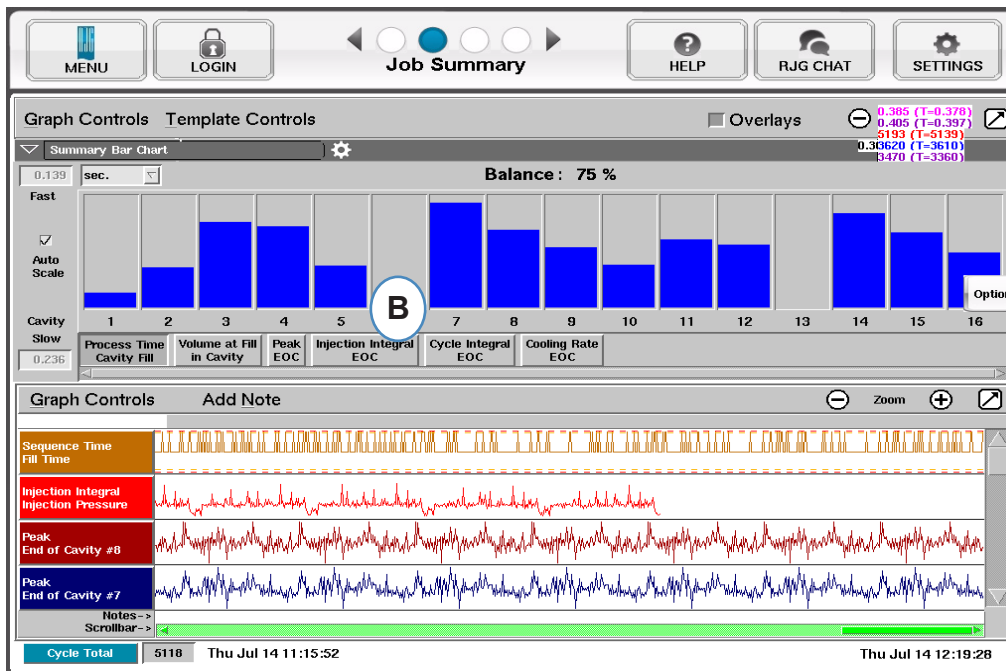 MENU
LOGIN
Job Summary
HELP
RJG CHAT
SETTINGS
Graph Controls Template Controls
Overlays
0.385 (T=0.378)
0.405 (T=0.397)
5193 (T=5139)
3620 (T=3610)
3470 (T=3360)
Summary Bar Chart
0.139 sec.
Balance : 75 %
Fast
Auto
Scale
B
Option
Cavity 1 2 3 4 5 7 8 9 10 11 12 13 14 15 16
Slow
0.236
Process Time
Cavity Fill
Volume at Fill
in Cavity
Peak
EOC
Injection Integral
EOC
Cycle Integral
EOC
Cooling Rate
EOC
Graph Controls Add Note
Zoom
Sequence Time
Fill Time
Injection Integral
Injection Pressure
Peak
End of Cavity #8
Peak
End of Cavity #7
Notes->
Scrollbar->
Cycle Total 5118 Thu Jul 14 11:15:52 Thu Jul 14 12:19:28